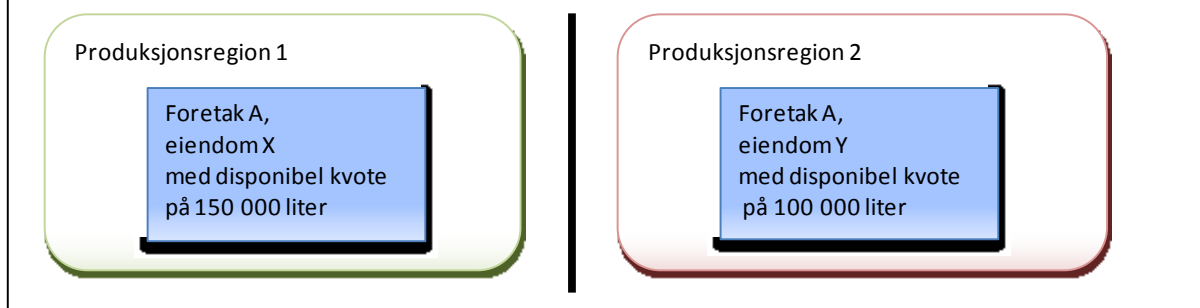 Produksjonsregion 1
Foretak A,
eiendom X
med disponibel kvote
på 150 000 liter
Produksjonsregion 2
Foretak A,
eiendom Y
med disponibel kvote
på 100 000 liter